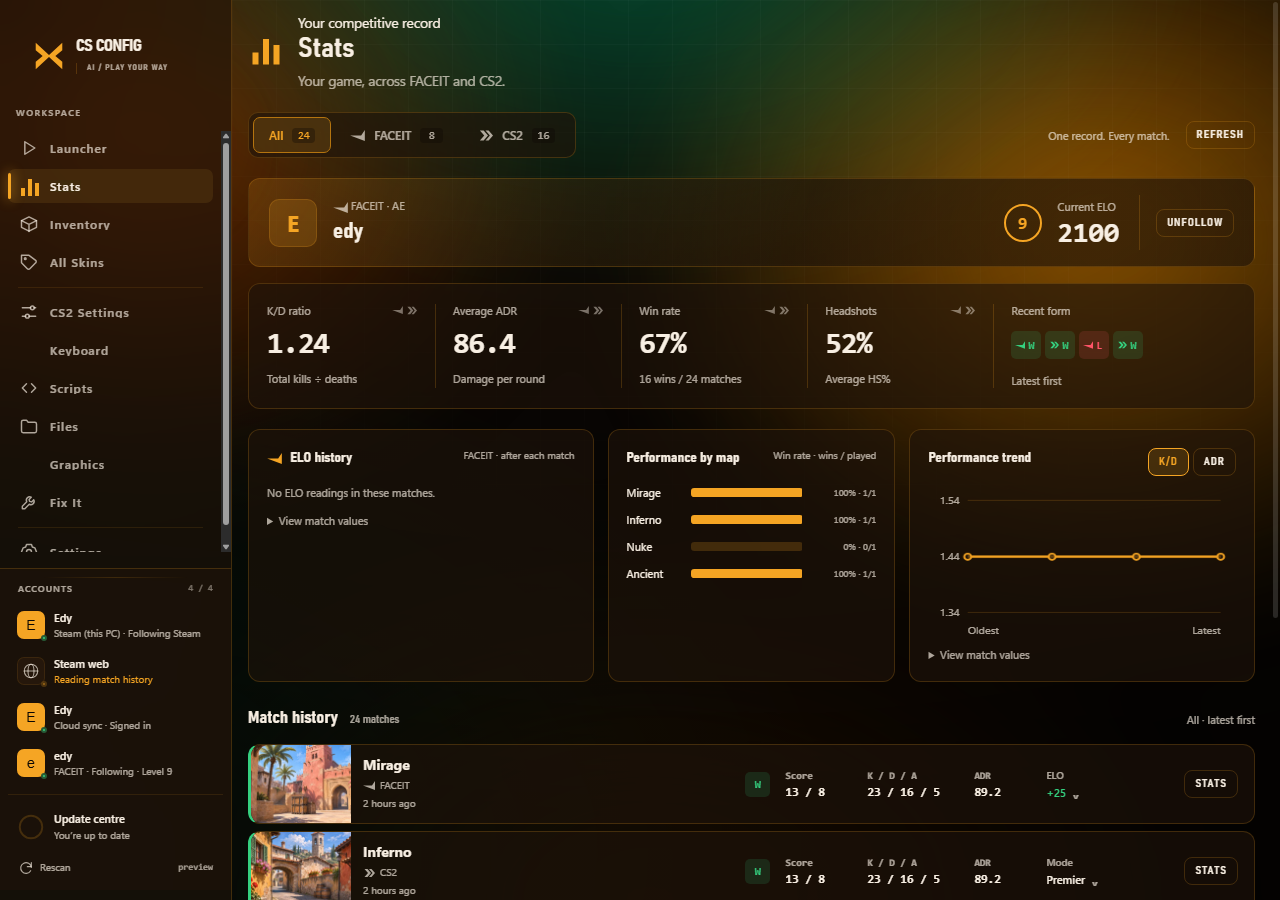 CS CONFIG
AI / PLAY YOUR WAY
WORKSPACE
Launcher
Stats
Inventory
All Skins
CS2 Settings
Keyboard
Scripts
Files
Graphics
Fix It
Settings
ACCOUNTS 4 / 4
E Edy
Steam (this PC) · Following Steam
Steam web
Reading match history
E Edy
Cloud sync · Signed in
e edy
FACEIT · Following · Level 9
Update centre
You're up to date
Rescan preview
Your competitive record
Stats
Your game, across FACEIT and CS2.
All 24 FACEIT 8 CS2 16
One record. Every match. REFRESH
E
FACEIT · AE
edy
9
Current ELO
2100
UNFOLLOW
K/D ratio
1.24
Total kills ÷ deaths
Average ADR
86.4
Damage per round
Win rate
67%
16 wins / 24 matches
Headshots
52%
Average HS%
Recent form
W W L W
Latest first
ELO history FACEIT · after each match
No ELO readings in these matches.
View match values
Performance by map Win rate · wins / played
Mirage 100% · 1/1
Inferno 100% · 1/1
Nuke 0% · 0/1
Ancient 100% · 1/1
Performance trend K/D ADR
1.54
1.44
1.34
Oldest Latest
View match values
Match history 24 matches All · latest first
Mirage
FACEIT
2 hours ago
W
Score K / D / A ADR ELO
13 / 8 23 / 16 / 5 89.2 +25
STATS
Inferno
CS2
2 hours ago
W
Score K / D / A ADR Mode
13 / 8 23 / 16 / 5 89.2 Premier
STATS